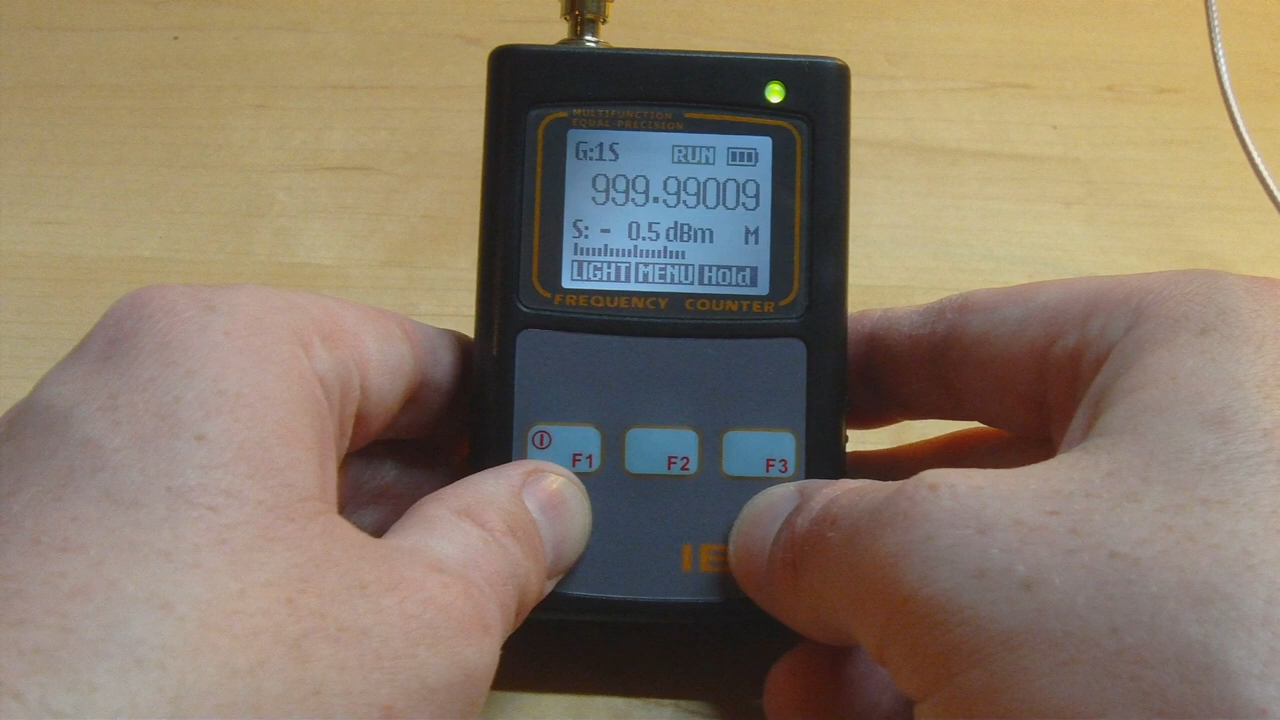 MULTIFUNCTION
EQUAL-PRECISION
G:1S RUN
999.99009
S: - 0.5 dBm M
LIGHT MENU Hold
FREQUENCY COUNTER
F1 F2 F3